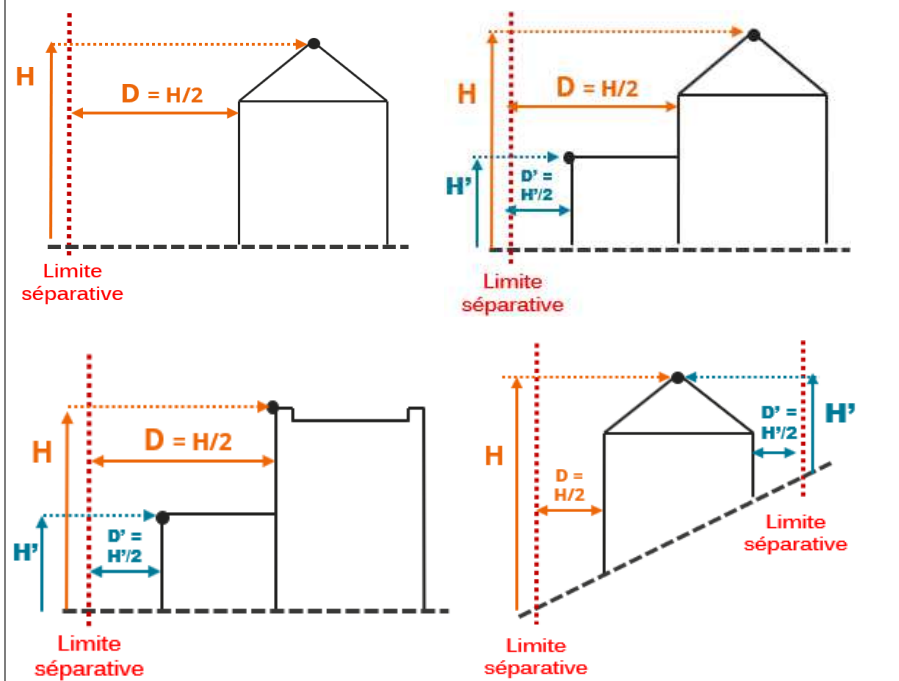 H
D = H/2
Limite
séparative
H
D = H/2
H'
D' =
H'/2
Limite
séparative
H
D = H/2
H'
D' =
H'/2
Limite
séparative
H
D =
H/2
D' =
H'/2
H'
Limite
séparative
Limite
séparative